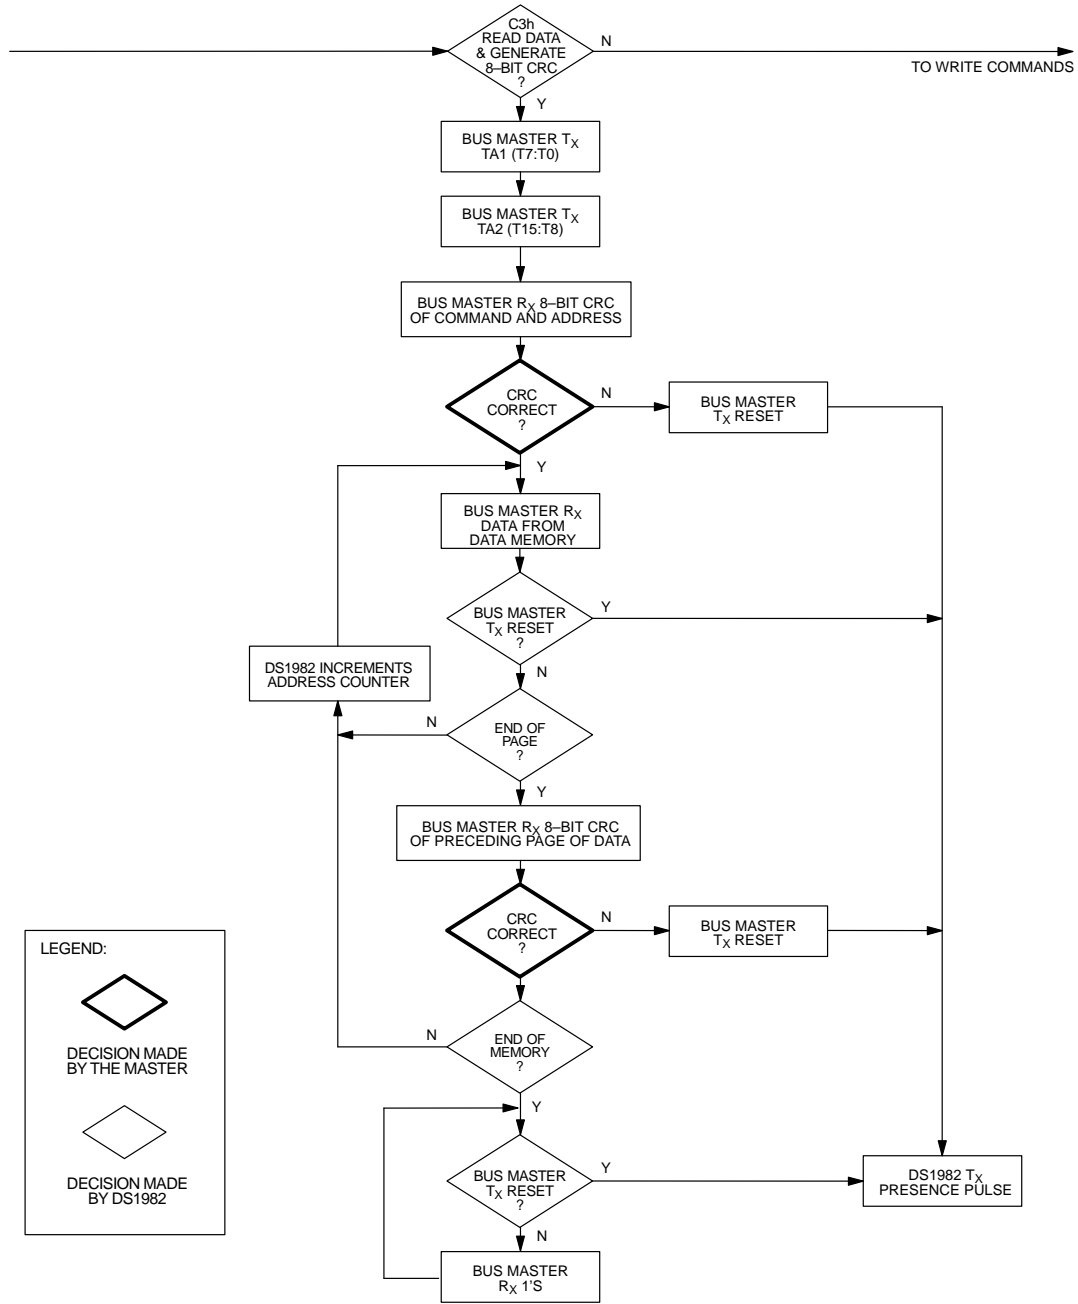 C3h
READ DATA
& GENERATE
8–BIT CRC
?
N
TO WRITE COMMANDS
Y
BUS MASTER TX
TA1 (T7:T0)
BUS MASTER TX
TA2 (T15:T8)
BUS MASTER RX 8–BIT CRC
OF COMMAND AND ADDRESS
CRC
CORRECT
?
N
BUS MASTER
TX RESET
Y
BUS MASTER RX
DATA FROM
DATA MEMORY
BUS MASTER
TX RESET
?
Y
N
DS1982 INCREMENTS
ADDRESS COUNTER
END OF
PAGE
?
N
Y
BUS MASTER RX 8–BIT CRC
OF PRECEDING PAGE OF DATA
CRC
CORRECT
?
N
BUS MASTER
TX RESET
END OF
MEMORY
?
N
Y
BUS MASTER
TX RESET
?
Y
DS1982 TX
PRESENCE PULSE
N
BUS MASTER
RX 1'S
LEGEND:
DECISION MADE
BY THE MASTER
DECISION MADE
BY DS1982